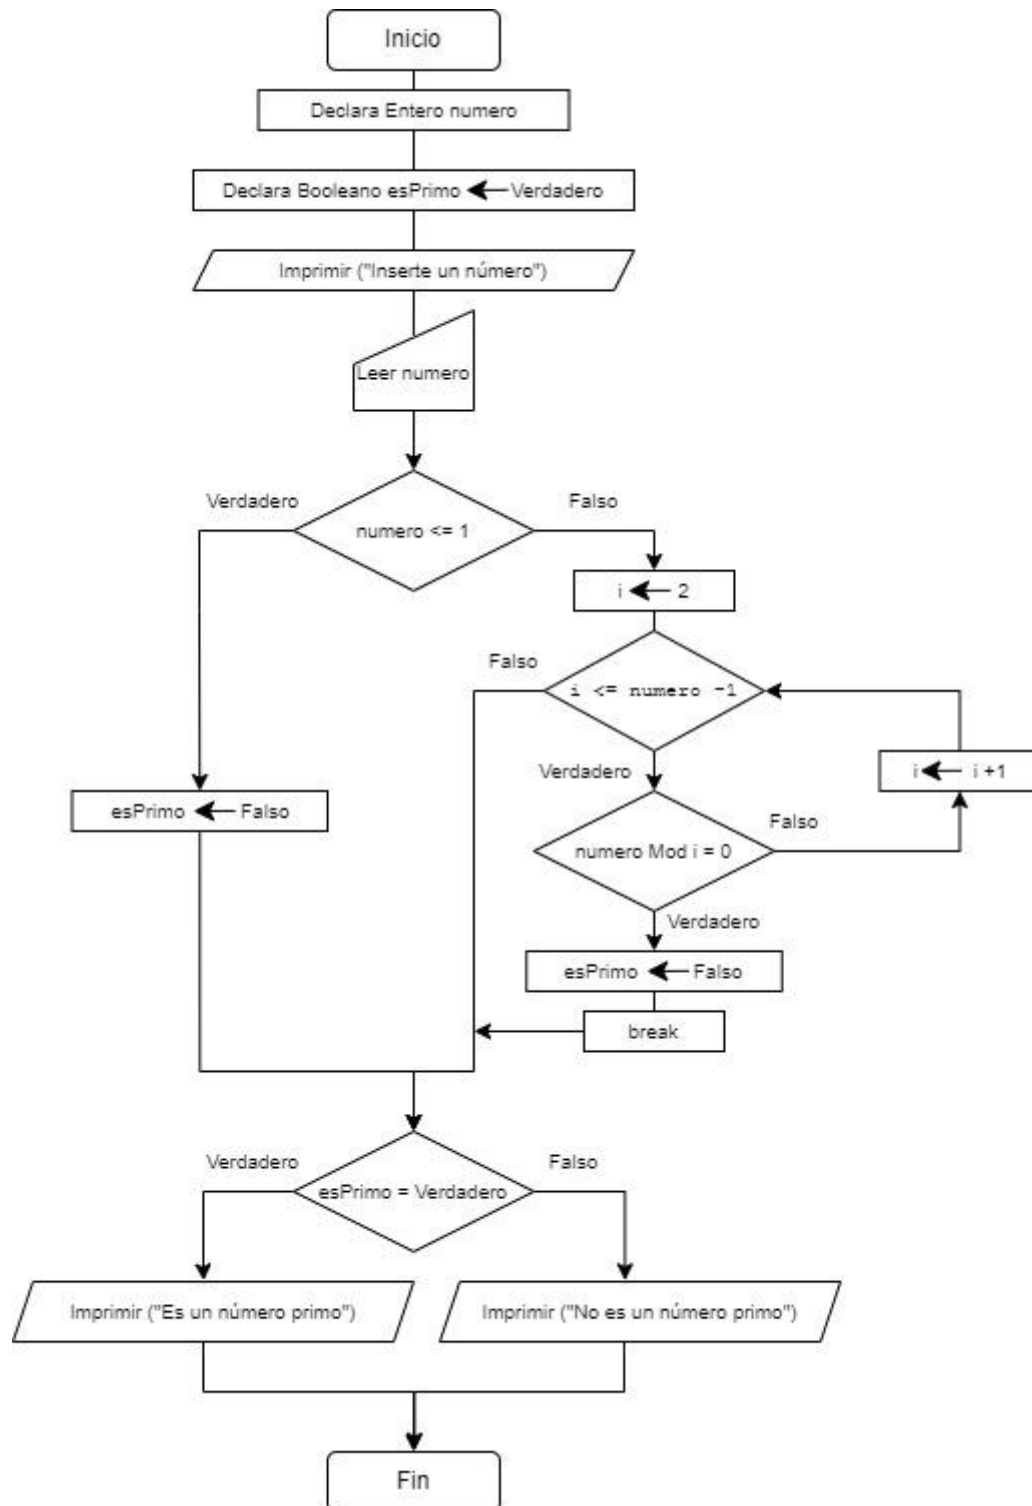 Inicio
Declara Entero numero
Declara Booleano esPrimo ← Verdadero
Imprimir ("Inserte un número")
Leer numero
Verdadero
Falso
numero <= 1
i ← 2
Falso
i <= numero -1
Verdadero
i ← i +1
esPrimo ← Falso
Falso
numero Mod i = 0
Verdadero
esPrimo ← Falso
break
Verdadero
Falso
esPrimo = Verdadero
Imprimir ("Es un número primo")
Imprimir ("No es un número primo")
Fin